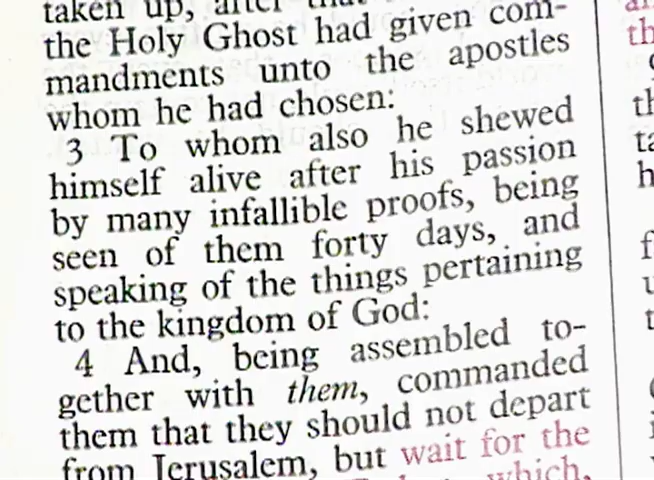 taken up, after that
the Holy Ghost had given com-
mandments unto the apostles
whom he had chosen:
3 To whom also he shewed
himself alive after his passion
by many infallible proofs, being
seen of them forty days, and
speaking of the things pertaining
to the kingdom of God:
4 And, being assembled to-
gether with them, commanded
them that they should not depart
from Jerusalem, but wait for the
which,